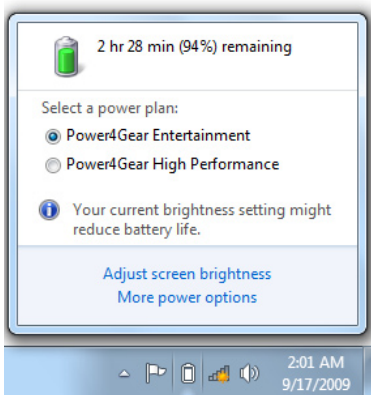 2 hr 28 min (94%) remaining
Select a power plan:
Power4Gear Entertainment
Power4Gear High Performance
Your current brightness setting might
reduce battery life.
Adjust screen brightness
More power options
2:01 AM
9/17/2009